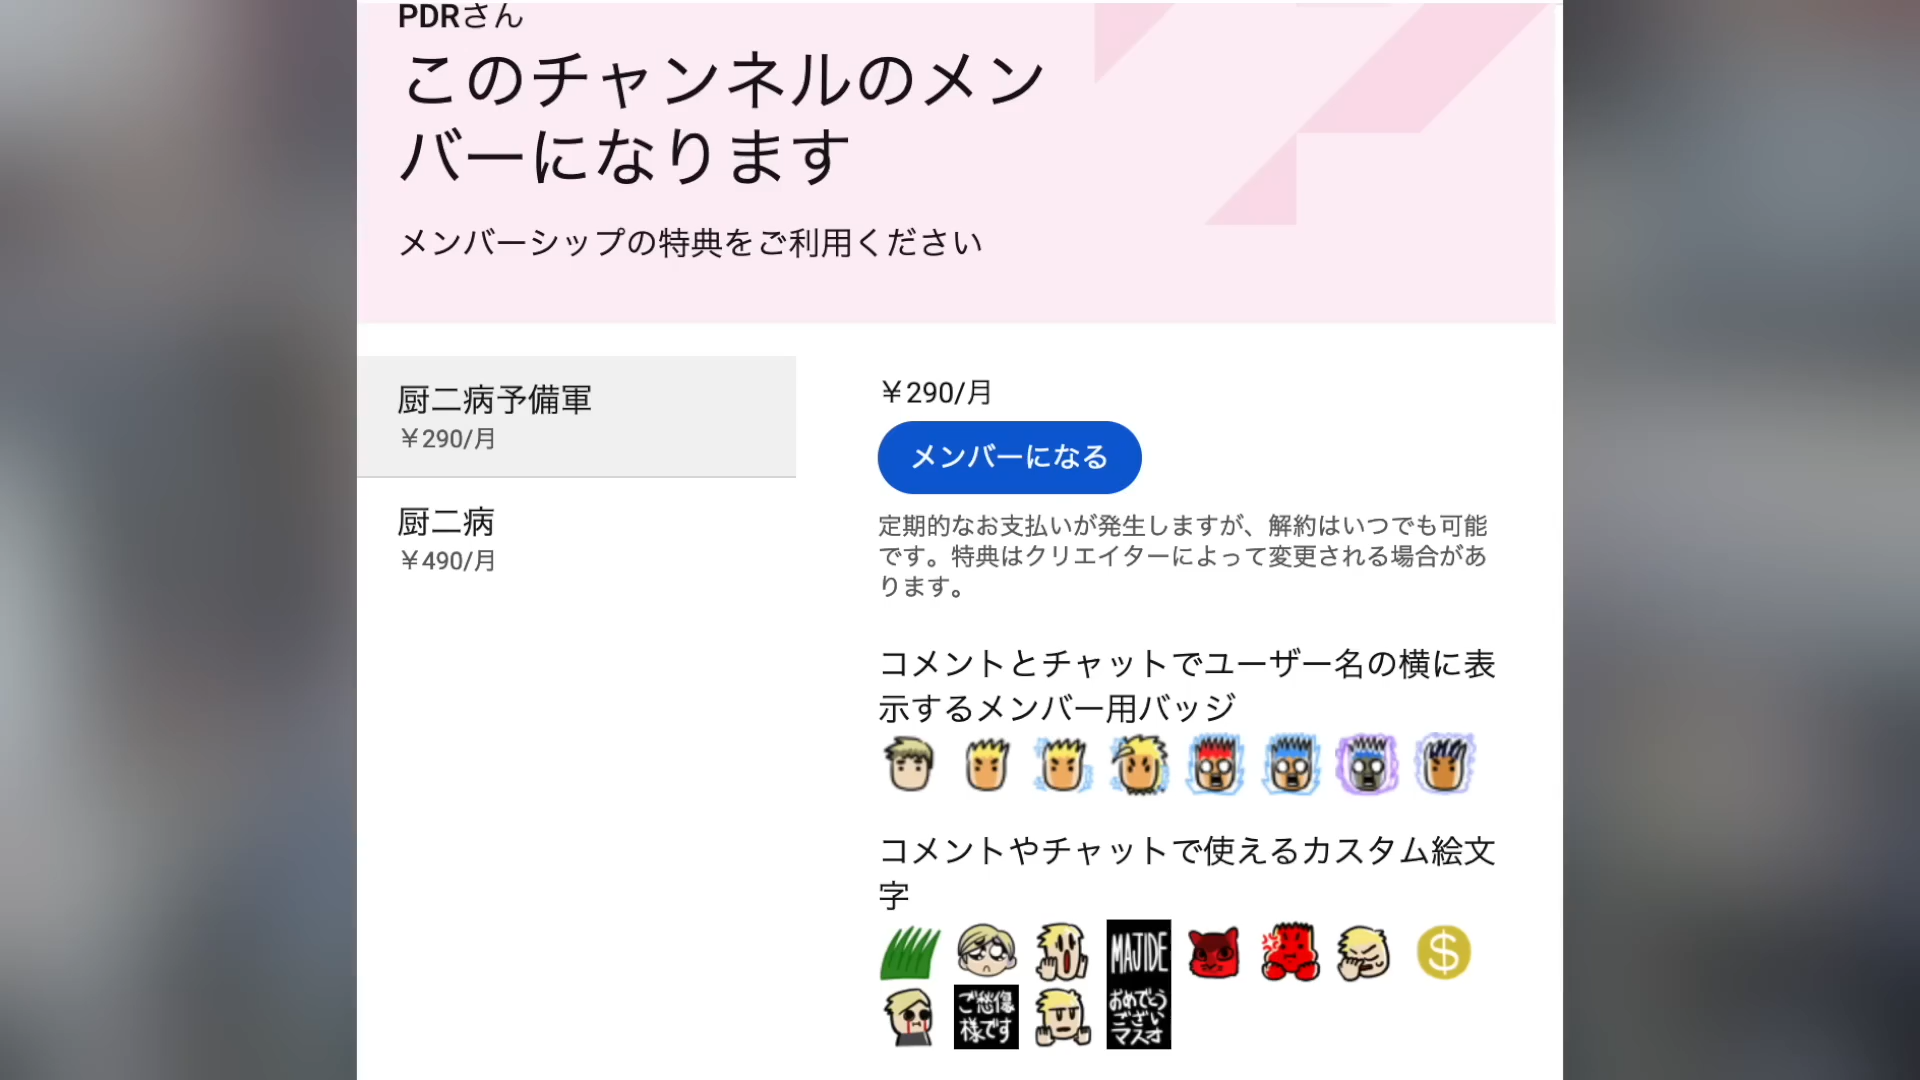 PDRさん
このチャンネルのメン
バーになります
メンバーシップの特典をご利用ください
厨二病予備軍
￥290/月
厨二病
￥490/月
￥290/月
メンバーになる
定期的なお支払いが発生しますが、解約はいつでも可能
です。特典はクリエイターによって変更される場合があ
ります。
コメントとチャットでユーザー名の横に表
示するメンバー用バッジ
コメントやチャットで使えるカスタム絵文
字
MAJIDE
$
ご愁傷
様です
おめでとう
ござい
マスオ